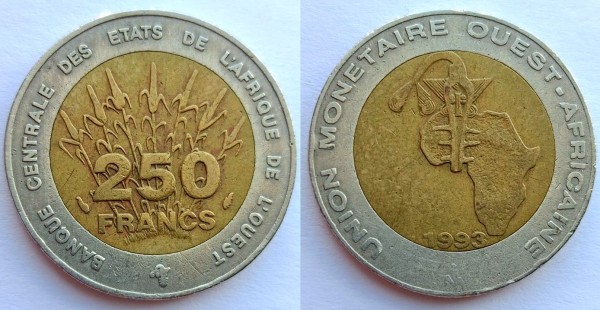 BANQUE CENTRALE DES ETATS DE L'AFRIQUE DE L'OUEST
250
FRANCS
UNION MONETAIRE OUEST-AFRICAINE
1993